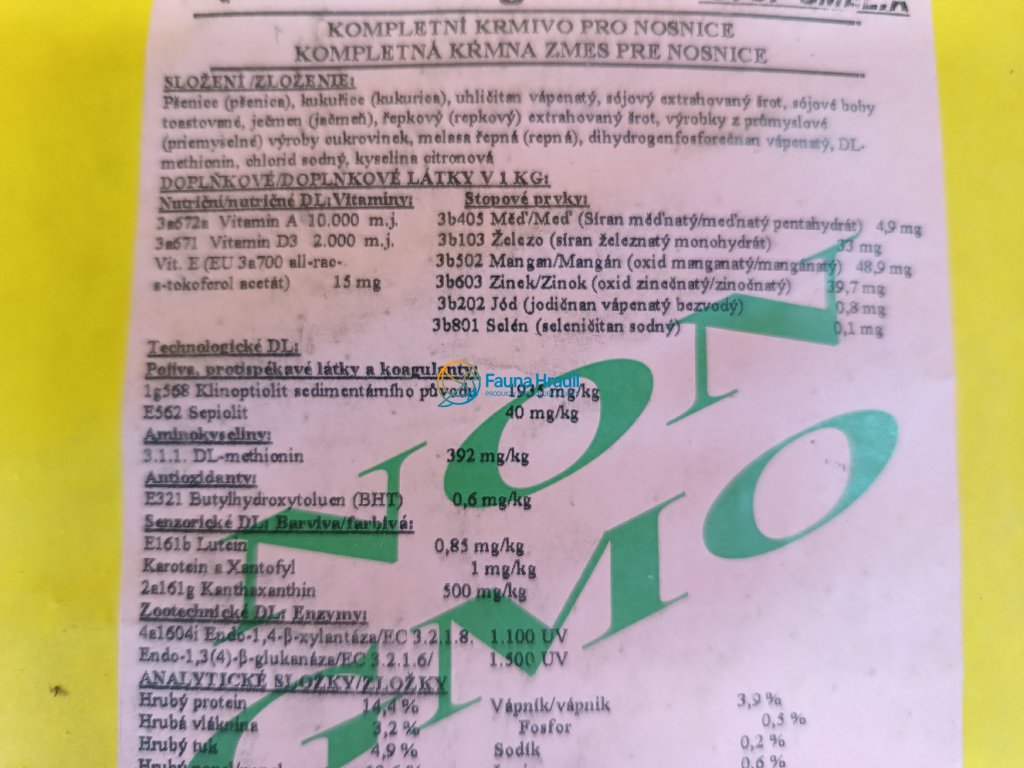 KOMPLETNÍ KRMIVO PRO NOSNICE
KOMPLETNÁ KŔMNA ZMES PRE NOSNICE
SLOŽENÍ/ZLOŽENIE:
Pšenice (pšenica), kukuřice (kukurica), uhličitan vápenatý, sójový extrahovaný šrot, sójové boby
toastované, ječmen (jačmeň), řepkový (repkový) extrahovaný šrot, výrobky z průmyslové
(priemyselné) výroby cukrovinek, melasa řepná (repná), dihydrogenfosforečnan vápenatý, DL-
methionin, chlorid sodný, kyselina citronová
DOPLŇKOVÉ/DOPLŇKOVÉ LÁTKY V 1 KG:
Nutriční/nutričné DL: Vitamíny: Stopové prvky:
3a672a Vitamin A 10.000 m.j. 3b405 Měď/Meď (Síran měďnatý/meďnatý pentahydrát) 4,9 mg
3a671 Vitamin D3 2.000 m.j. 3b103 Železo (síran železnatý monohydrát) 33 mg
Vit. E (EU 3a700 all-rac- 3b502 Mangan/Mangán (oxid manganatý/mangánatý) 48,9 mg
a-tokoferol acetát) 15 mg 3b603 Zinek/Zinok (oxid zinečnatý/zinočnatý) 39,7 mg
3b202 Jód (jodičnan vápenatý bezvodý) 0,8 mg
3b801 Selén (seleničitan sodný) 0,1 mg
Technologické DL:
Pojiva, protispékavé látky a koagulanty:
1g568 Klinoptiolit sedimentárního původu 1935 mg/kg
E562 Sepiolit 40 mg/kg
Fauna Hradil
Aminokyseliny:
3.1.1. DL-methionin 392 mg/kg
Antioxidanty:
E321 Butylhydroxytoluen (BHT) 0,6 mg/kg
Senzorické DL: Barviva/farbivá:
E161b Lutein 0,85 mg/kg
Karotein a Xantofyl 1 mg/kg
2a161g Kanthaxanthin 500 mg/kg
Zootechnické DL: Enzymy:
4a1604i Endo-1,4-β-xylantáza/EC 3.2.1.8. 1.100 UV
Endo-1,3(4)-β-glukanáza/EC 3.2.1.6/ 1.500 UV
NON
GMO
ANALYTICKÉ SLOŽKY/ZLOŽKY
Hrubý protein 14,4 % Vápník/vápnik 3,9 %
Hrubá vláknina 3,2 % Fosfor 0,5 %
Hrubý tuk 4,9 % Sodík 0,2 %
Hrubý 0,6 %